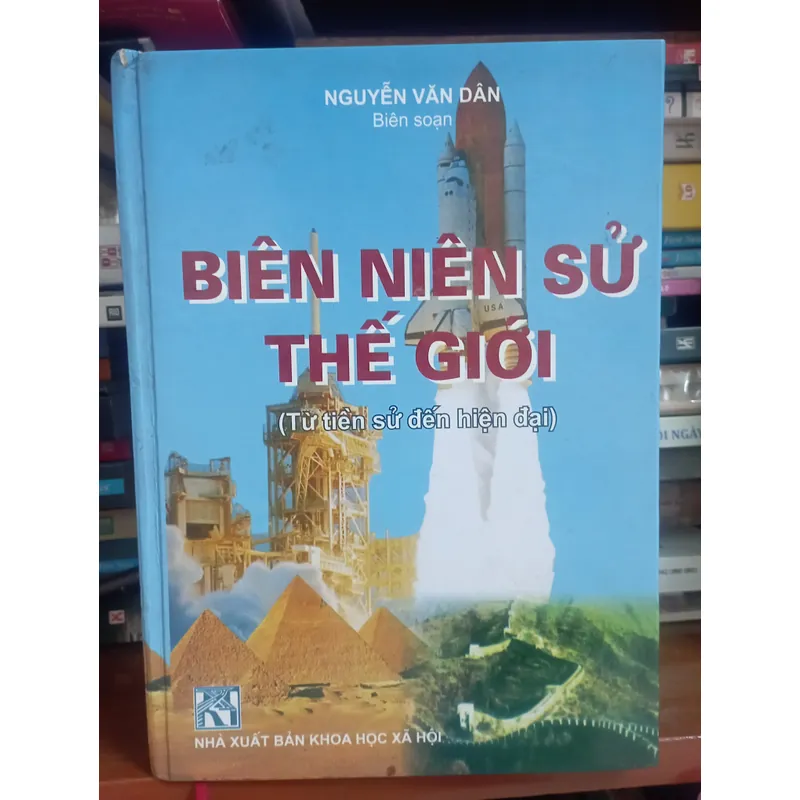 NGUYỄN VĂN DÂN
Biên soạn
USA
BIÊN NIÊN SỬ
THẾ GIỚI
(Từ tiền sử đến hiện đại)
NHÀ XUẤT BẢN KHOA HỌC XÃ HỘI